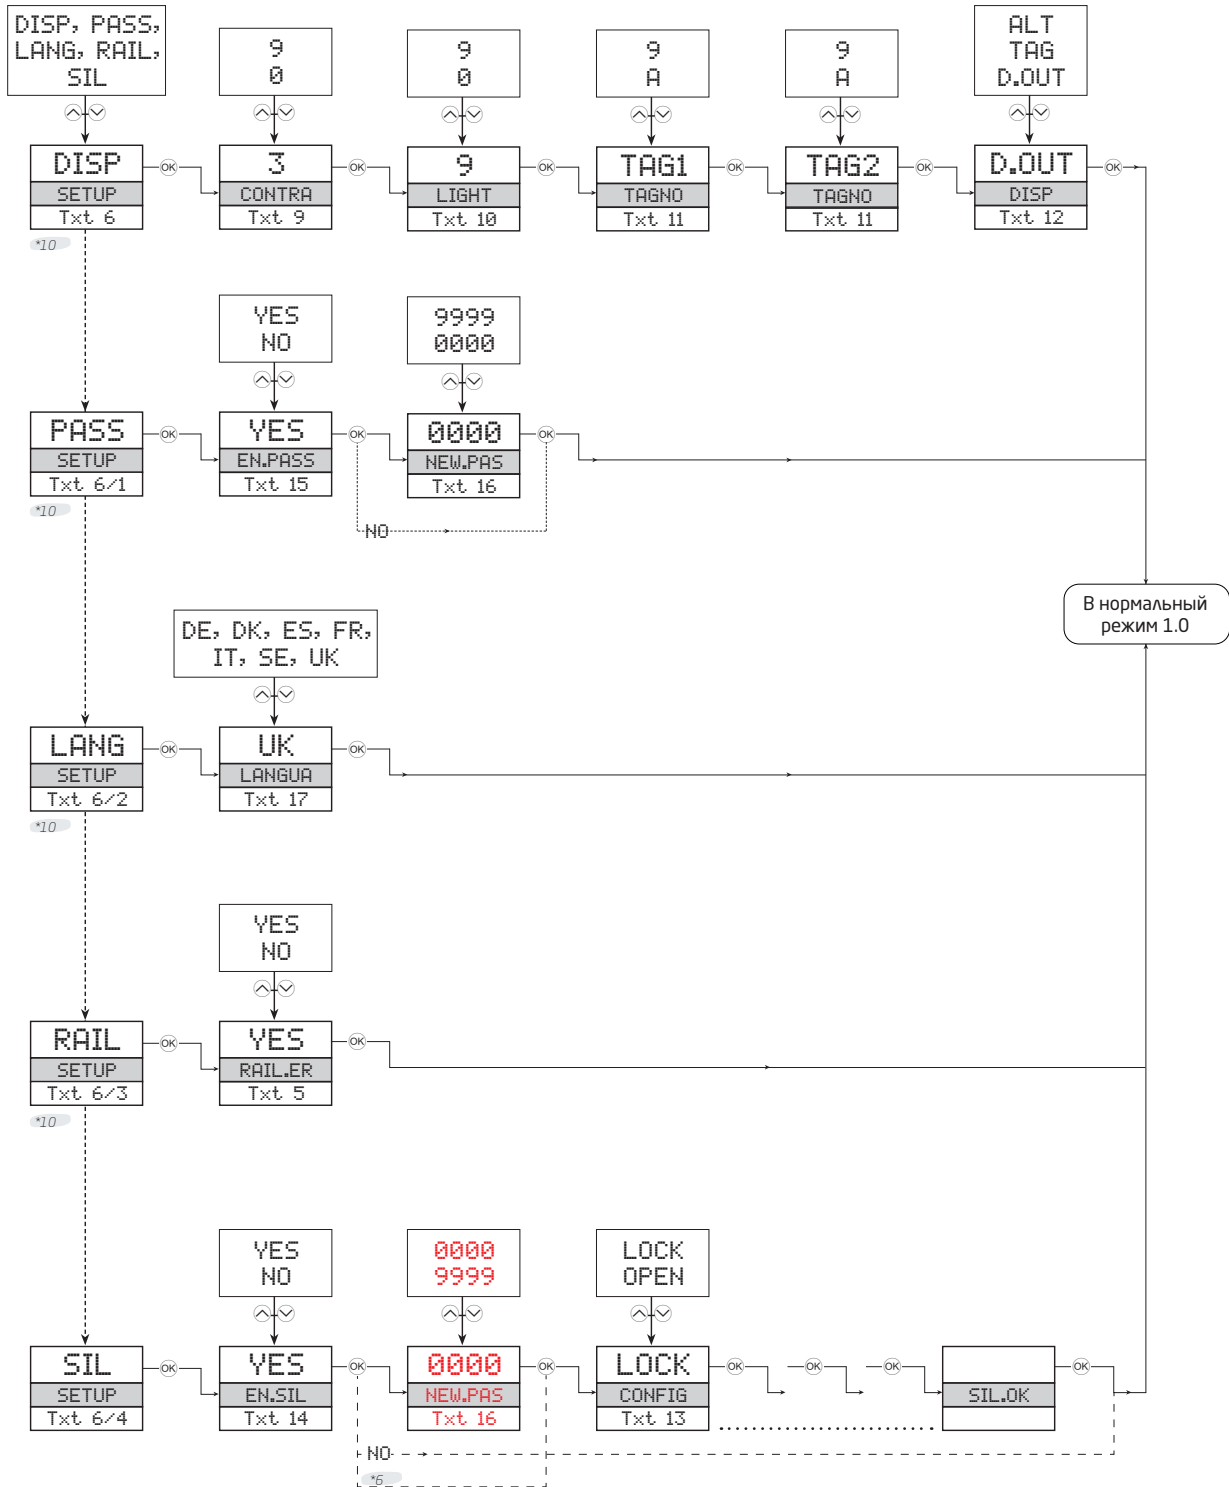 DISP, PASS,
LANG, RAIL,
SIL
9
0
9
0
9
A
9
A
ALT
TAG
D.OUT
DISP
SETUP
Txt 6
*10
OK
3
CONTRA
Txt 9
OK
9
LIGHT
Txt 10
OK
TAG1
TAGNO
Txt 11
OK
TAG2
TAGNO
Txt 11
OK
D.OUT
DISP
Txt 12
OK
YES
NO
9999
0000
PASS
SETUP
Txt 6/1
*10
OK
YES
EN.PASS
Txt 15
OK
0000
NEW.PAS
Txt 16
OK
NO
В нормальный
режим 1.0
DE, DK, ES, FR,
IT, SE, UK
LANG
SETUP
Txt 6/2
*10
OK
UK
LANGUA
Txt 17
OK
YES
NO
RAIL
SETUP
Txt 6/3
*10
OK
YES
RAIL.ER
Txt 5
OK
YES
NO
0000
9999
LOCK
OPEN
SIL
SETUP
Txt 6/4
OK
YES
EN.SIL
Txt 14
OK
0000
NEW.PAS
Txt 16
OK
LOCK
CONFIG
Txt 13
OK
OK
OK
SIL.OK
OK
NO
*6